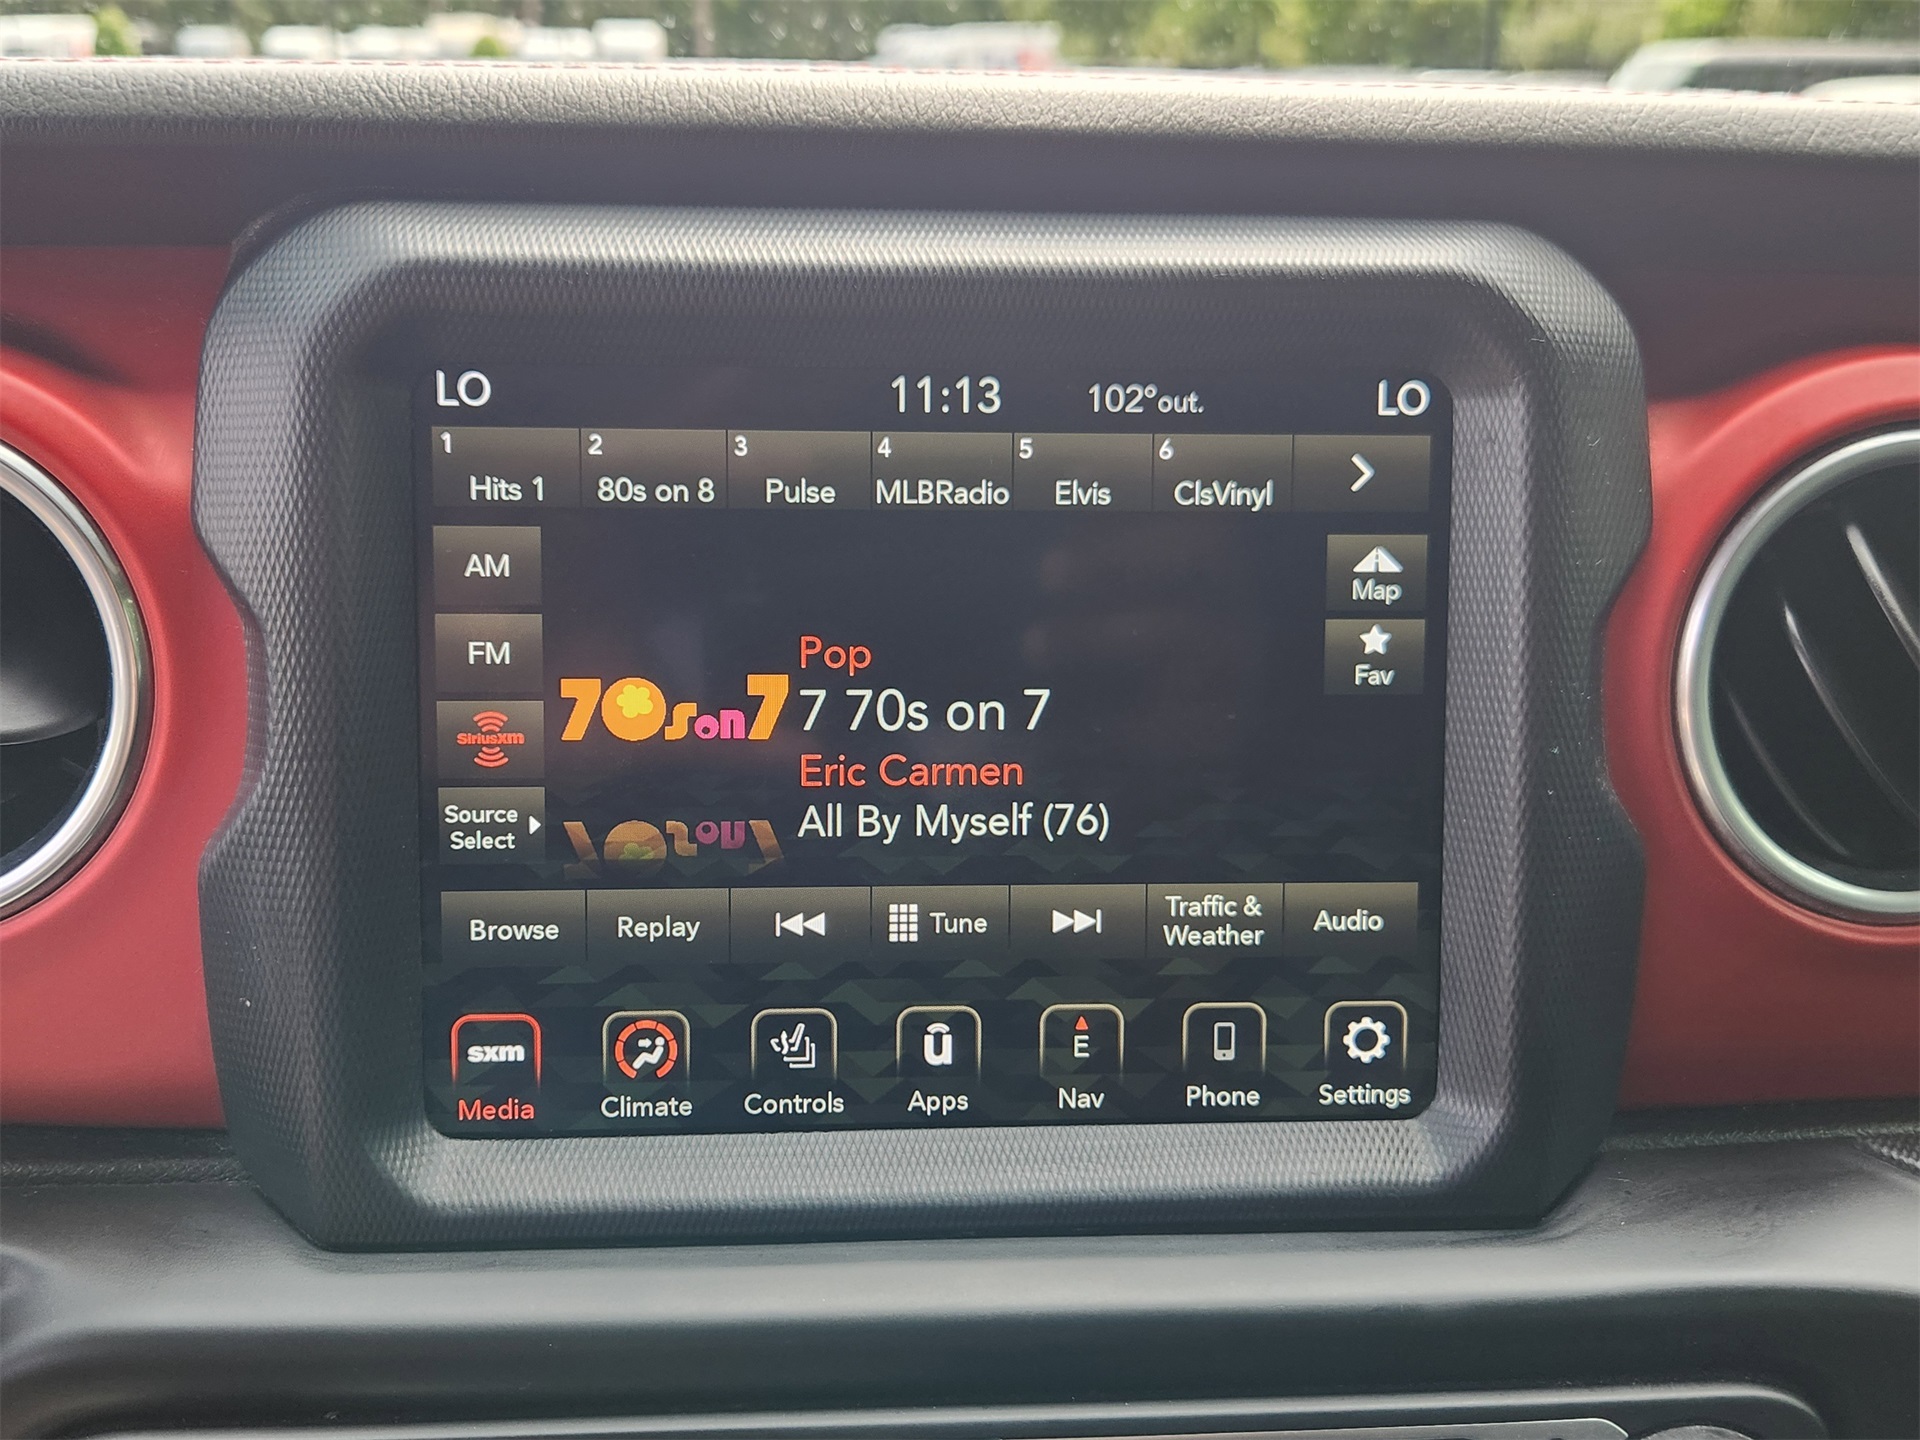 LO 11:13 102°out. LO
1 2 3 4 5 6
Hits 1 80s on 8 Pulse MLBRadio Elvis ClsVinyl
AM
Map
FM
Fav
Pop
70s on 7
7 70s on 7
SiriusXm
Eric Carmen
All By Myself (76)
Source
Select
Browse Replay Tune Traffic &
Weather Audio
sxm û E
Media Climate Controls Apps Nav Phone Settings